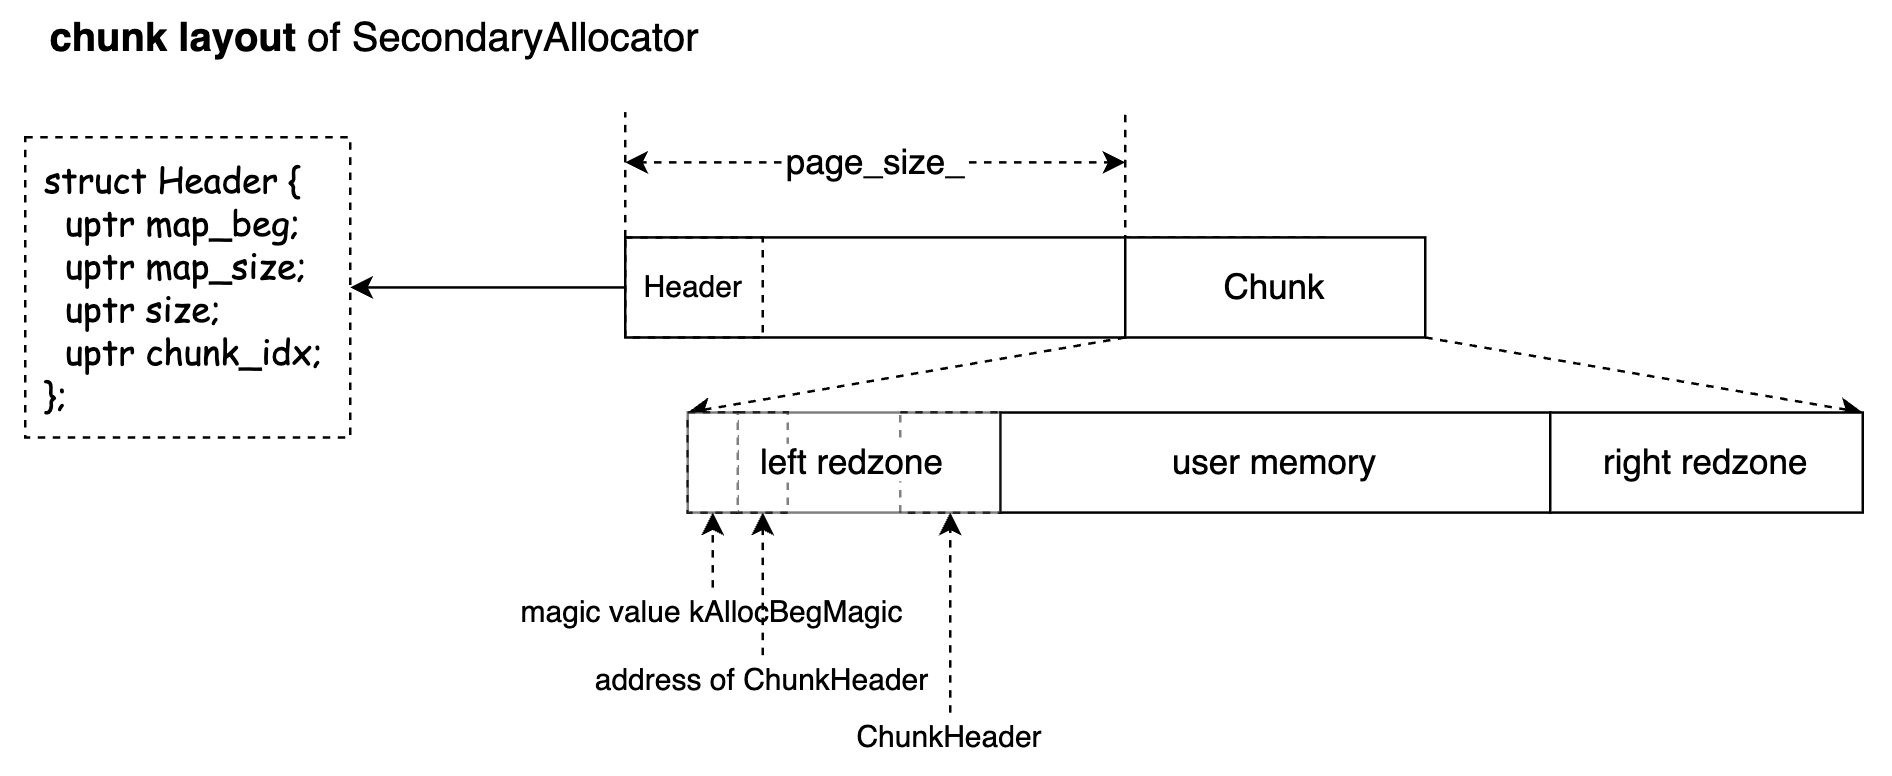 chunk layout of SecondaryAllocator
struct Header {
uptr map_beg;
uptr map_size;
uptr size;
uptr chunk_idx;
};
page_size_
Header
Chunk
left redzone
user memory
right redzone
magic value kAllocBegMagic
address of ChunkHeader
ChunkHeader